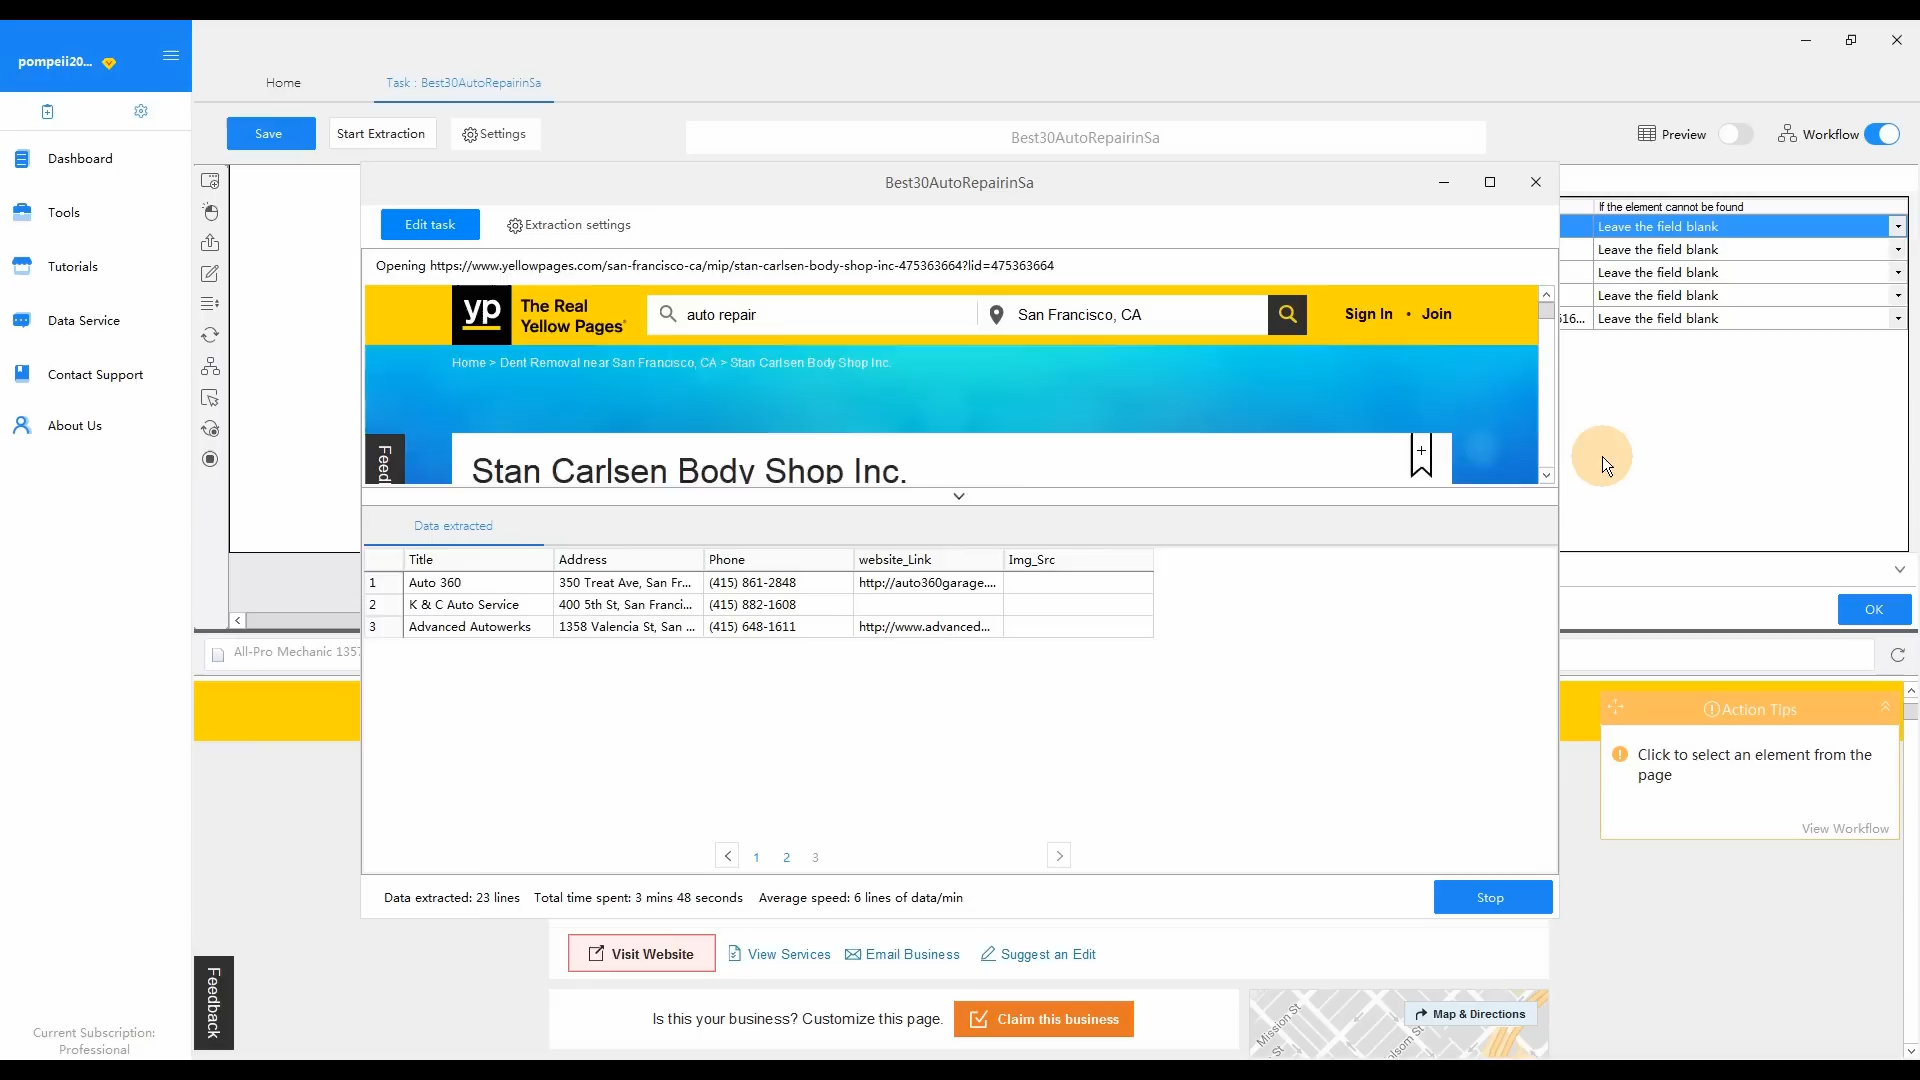 pompeii20...
Home
Task : Best30AutoRepairinSa
Save
Start Extraction
Settings
Best30AutoRepairinSa
Preview
Workflow
Dashboard
Tools
Tutorials
Data Service
Contact Support
About Us
Current Subscription:
Professional
Best30AutoRepairinSa
Edit task
Extraction settings
Opening https://www.yellowpages.com/san-francisco-ca/mip/stan-carlsen-body-shop-inc-475363664?lid=475363664
yp
The Real
Yellow Pages
auto repair
San Francisco, CA
Sign In • Join
Home > Dent Removal near San Francisco, CA > Stan Carlsen Body Shop Inc.
Feed
Stan Carlsen Body Shop Inc.
Data extracted
Title Address Phone website_Link Img_Src
1 Auto 360 350 Treat Ave, San Fr... (415) 861-2848 http://auto360garage....
2 K & C Auto Service 400 5th St, San Franci... (415) 882-1608
3 Advanced Autowerks 1358 Valencia St, San ... (415) 648-1611 http://www.advanced...
1 2 3
Data extracted: 23 lines Total time spent: 3 mins 48 seconds Average speed: 6 lines of data/min
Stop
If the element cannot be found
Leave the field blank
Leave the field blank
Leave the field blank
Leave the field blank
516... Leave the field blank
OK
All-Pro Mechanic 1357
Action Tips
Click to select an element from the
page
View Workflow
Visit Website
View Services
Email Business
Suggest an Edit
Is this your business? Customize this page.
Claim this business
Mission St
Map & Directions
St
olsom St
Feedback